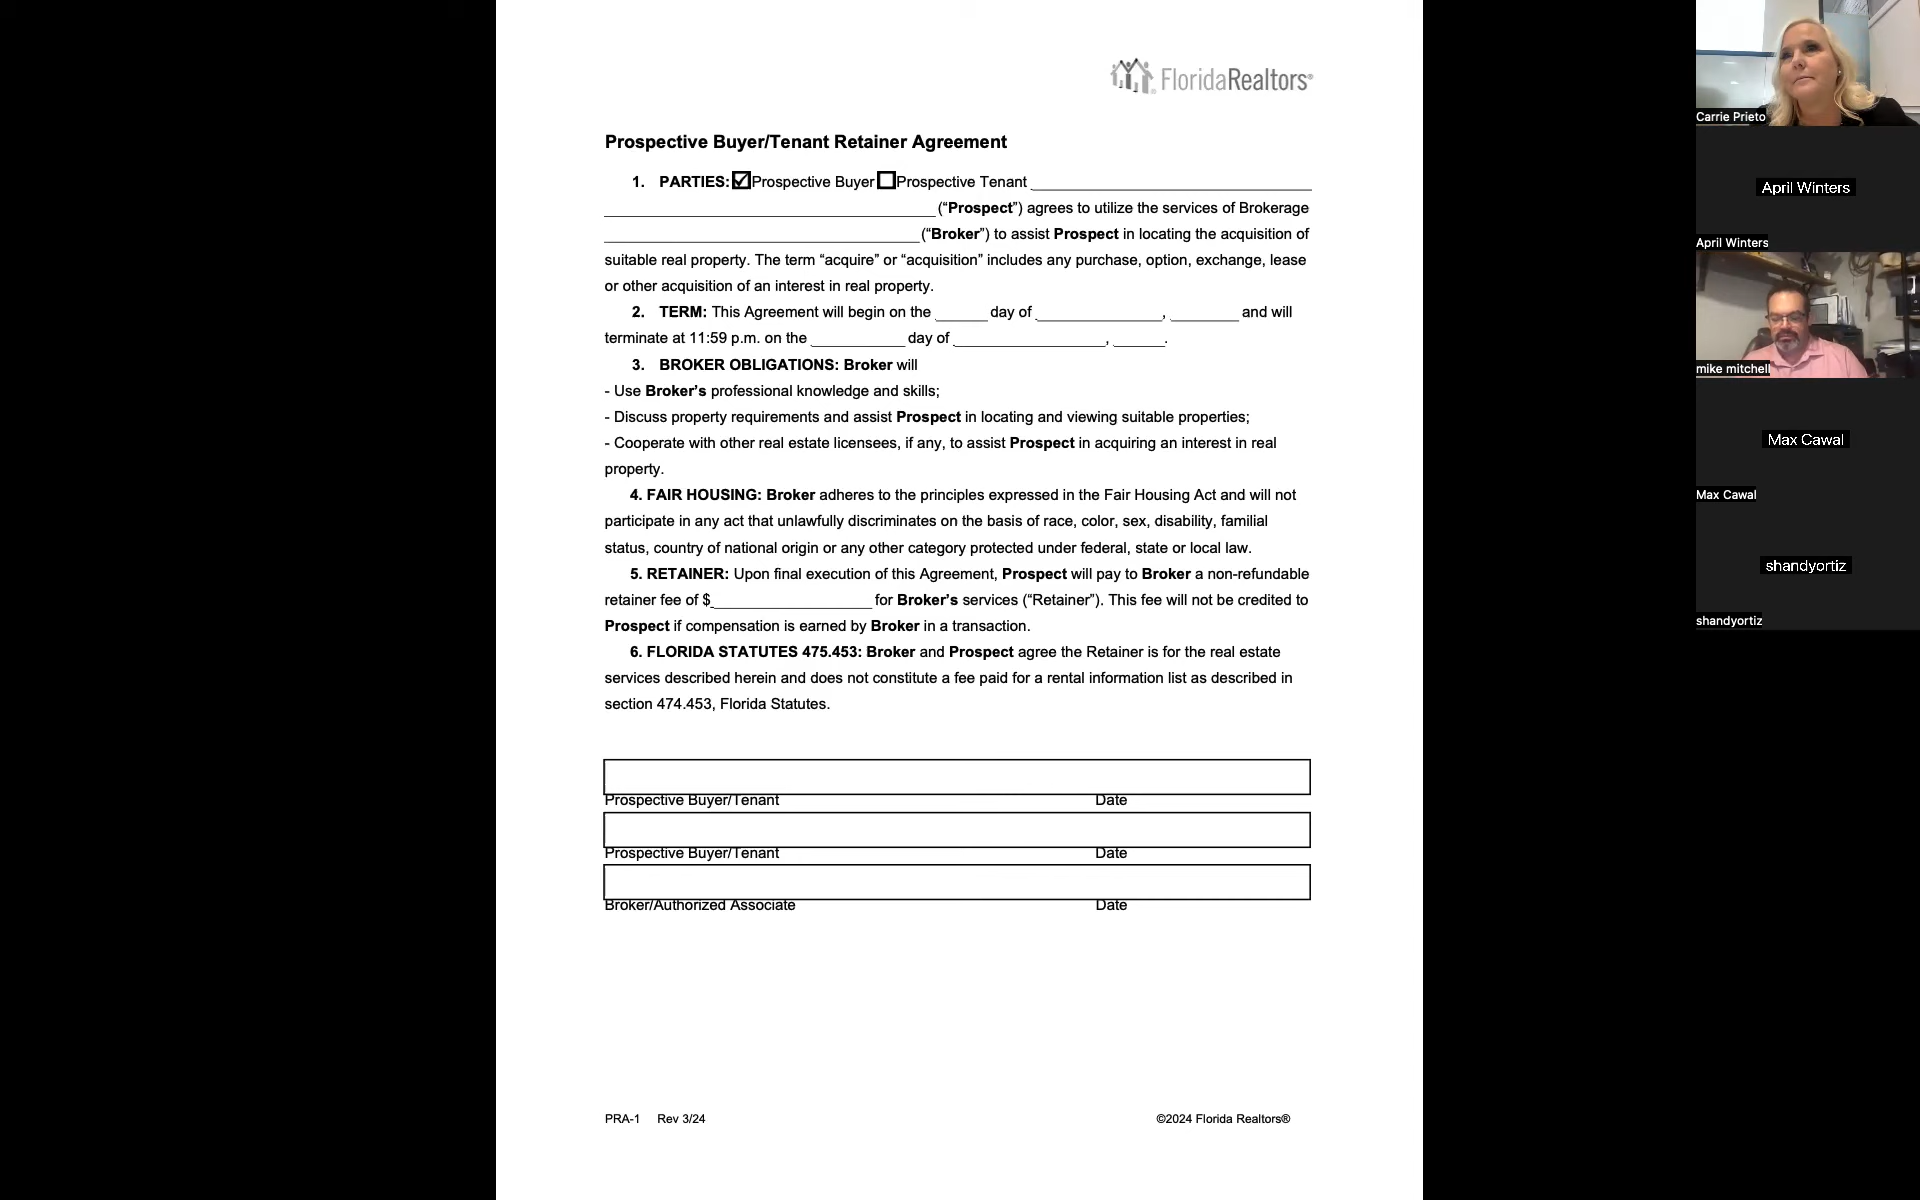 FloridaRealtors®
Prospective Buyer/Tenant Retainer Agreement
1. PARTIES: Prospective Buyer Prospective Tenant
(“Prospect”) agrees to utilize the services of Brokerage
(“Broker”) to assist Prospect in locating the acquisition of
suitable real property. The term “acquire” or “acquisition” includes any purchase, option, exchange, lease
or other acquisition of an interest in real property.
2. TERM: This Agreement will begin on the ______ day of _______________, ________ and will
terminate at 11:59 p.m. on the ___________ day of __________________, ______.
3. BROKER OBLIGATIONS: Broker will
- Use Broker’s professional knowledge and skills;
- Discuss property requirements and assist Prospect in locating and viewing suitable properties;
- Cooperate with other real estate licensees, if any, to assist Prospect in acquiring an interest in real
property.
4. FAIR HOUSING: Broker adheres to the principles expressed in the Fair Housing Act and will not
participate in any act that unlawfully discriminates on the basis of race, color, sex, disability, familial
status, country of national origin or any other category protected under federal, state or local law.
5. RETAINER: Upon final execution of this Agreement, Prospect will pay to Broker a non-refundable
retainer fee of $___________________ for Broker’s services (“Retainer”). This fee will not be credited to
Prospect if compensation is earned by Broker in a transaction.
6. FLORIDA STATUTES 475.453: Broker and Prospect agree the Retainer is for the real estate
services described herein and does not constitute a fee paid for a rental information list as described in
section 474.453, Florida Statutes.
Prospective Buyer/Tenant Date
Prospective Buyer/Tenant Date
Broker/Authorized Associate Date
PRA-1 Rev 3/24 ©2024 Florida Realtors®
Carrie Prieto
April Winters
April Winters
mike mitchell
Max Cawal
Max Cawal
shandyortiz
shandyortiz